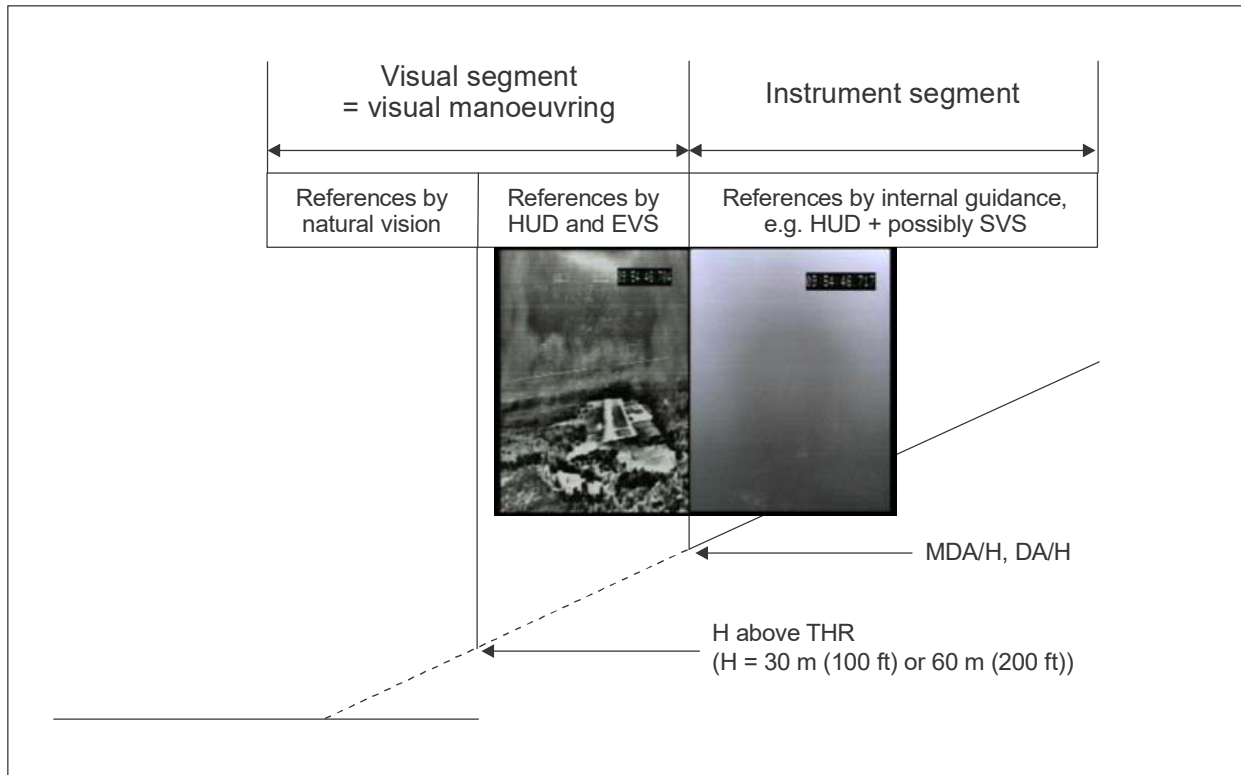 Visual segment
= visual manoeuvring
Instrument segment
References by
natural vision
References by
HUD and EVS
References by internal guidance,
e.g. HUD + possibly SVS
MDA/H, DA/H
H above THR
(H = 30 m (100 ft) or 60 m (200 ft))